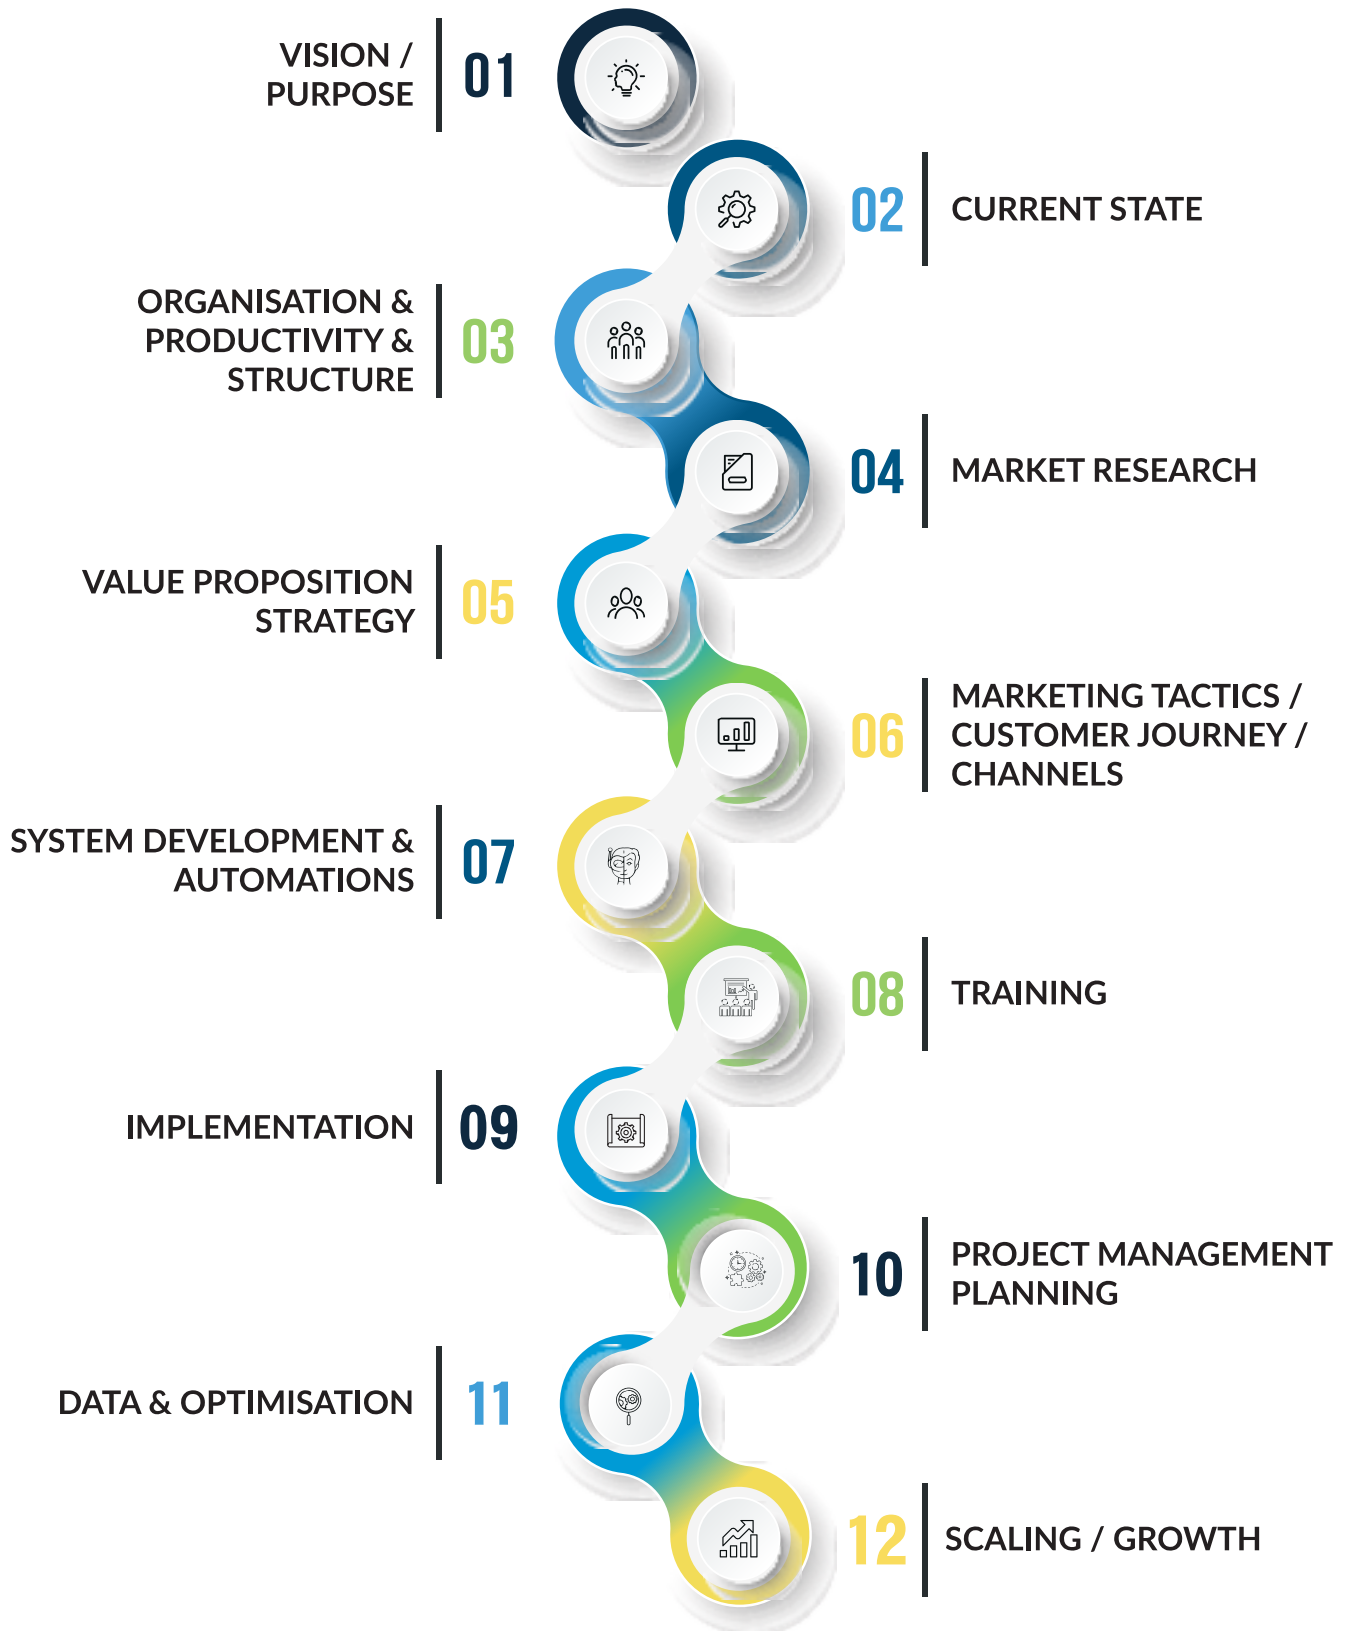 VISION /
PURPOSE
01
02
CURRENT STATE
ORGANISATION &
PRODUCTIVITY &
STRUCTURE
03
04
MARKET RESEARCH
VALUE PROPOSITION
STRATEGY
05
06
MARKETING TACTICS /
CUSTOMER JOURNEY /
CHANNELS
SYSTEM DEVELOPMENT &
AUTOMATIONS
07
08
TRAINING
IMPLEMENTATION
09
10
PROJECT MANAGEMENT
PLANNING
DATA & OPTIMISATION
11
12
SCALING / GROWTH